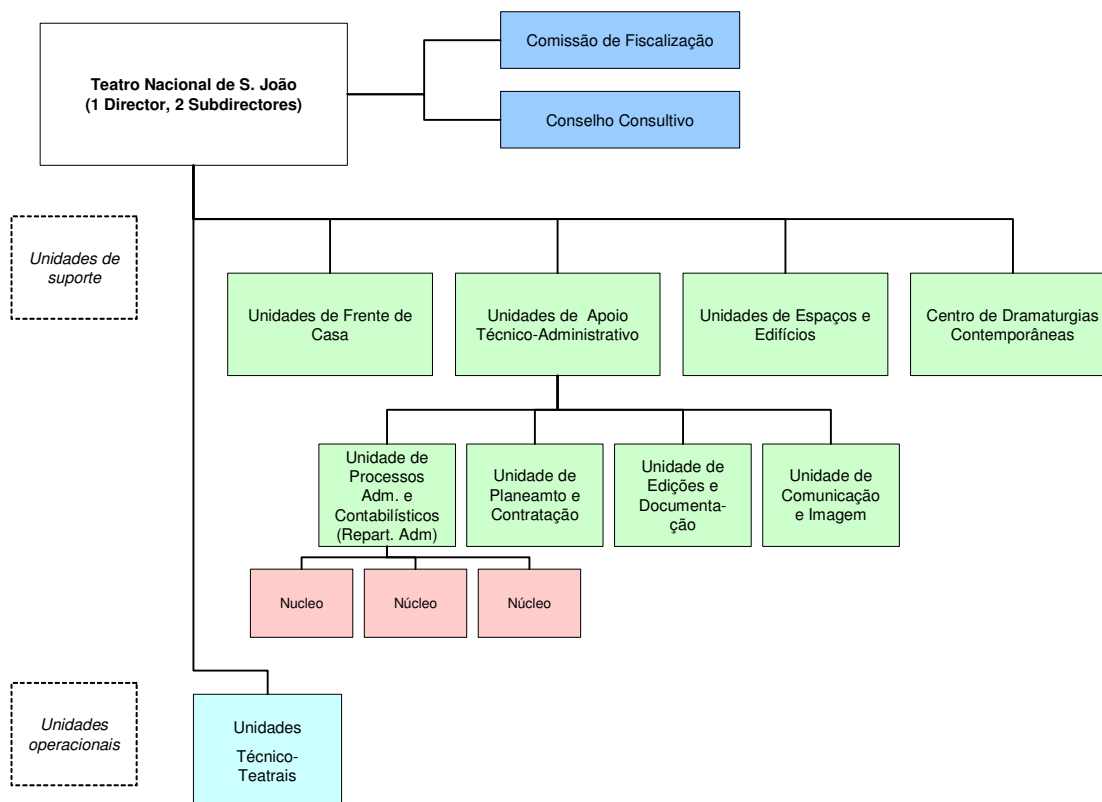 Teatro Nacional de S. João
(1 Director, 2 Subdirectores)
Comissão de Fiscalização
Conselho Consultivo
Unidades de
suporte
Unidades de Frente de
Casa
Unidades de Apoio
Técnico-Administrativo
Unidades de Espaços e
Edifícios
Centro de Dramaturgias
Contemporâneas
Unidade de
Processos
Adm. e
Contabilísticos
(Repart. Adm)
Unidade de
Planeamto e
Contratação
Unidade de
Edições e
Documenta-
ção
Unidade de
Comunicação
e Imagem
Nucleo
Núcleo
Núcleo
Unidades
operacionais
Unidades
Técnico-
Teatrais